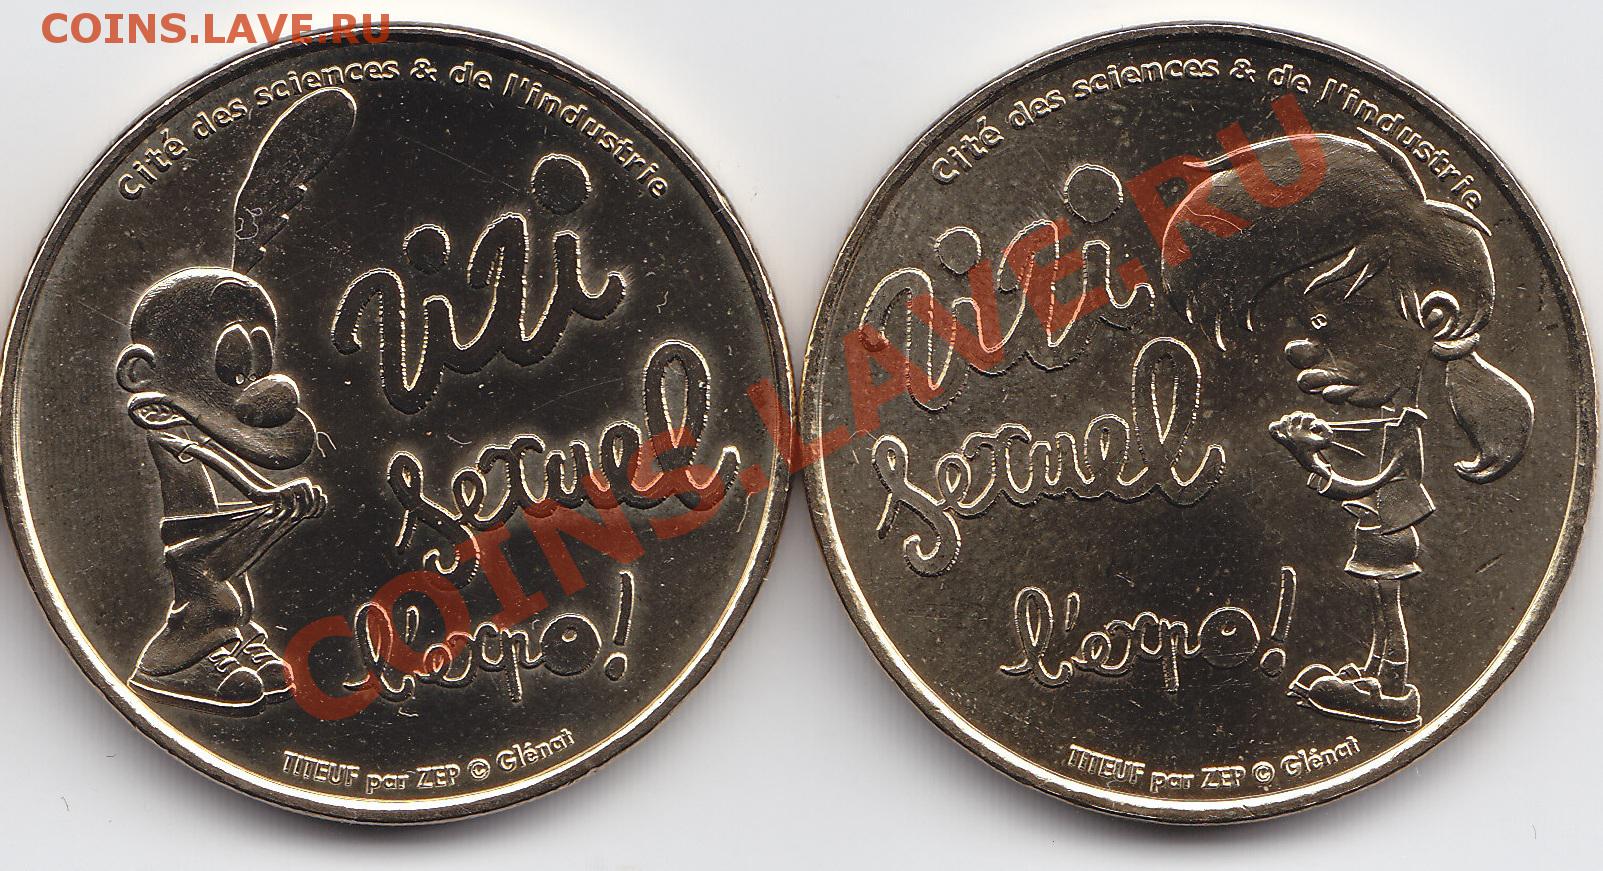 COINS.LAVE.RU
Cité des sciences & de l'industrie
zizi
sexuel
l'expo!
TITEUF par ZEP © Glénat
Cité des sciences & de l'industrie
zizi
sexuel
l'expo!
TITEUF par ZEP © Glénat
COINS.LAVE.RU